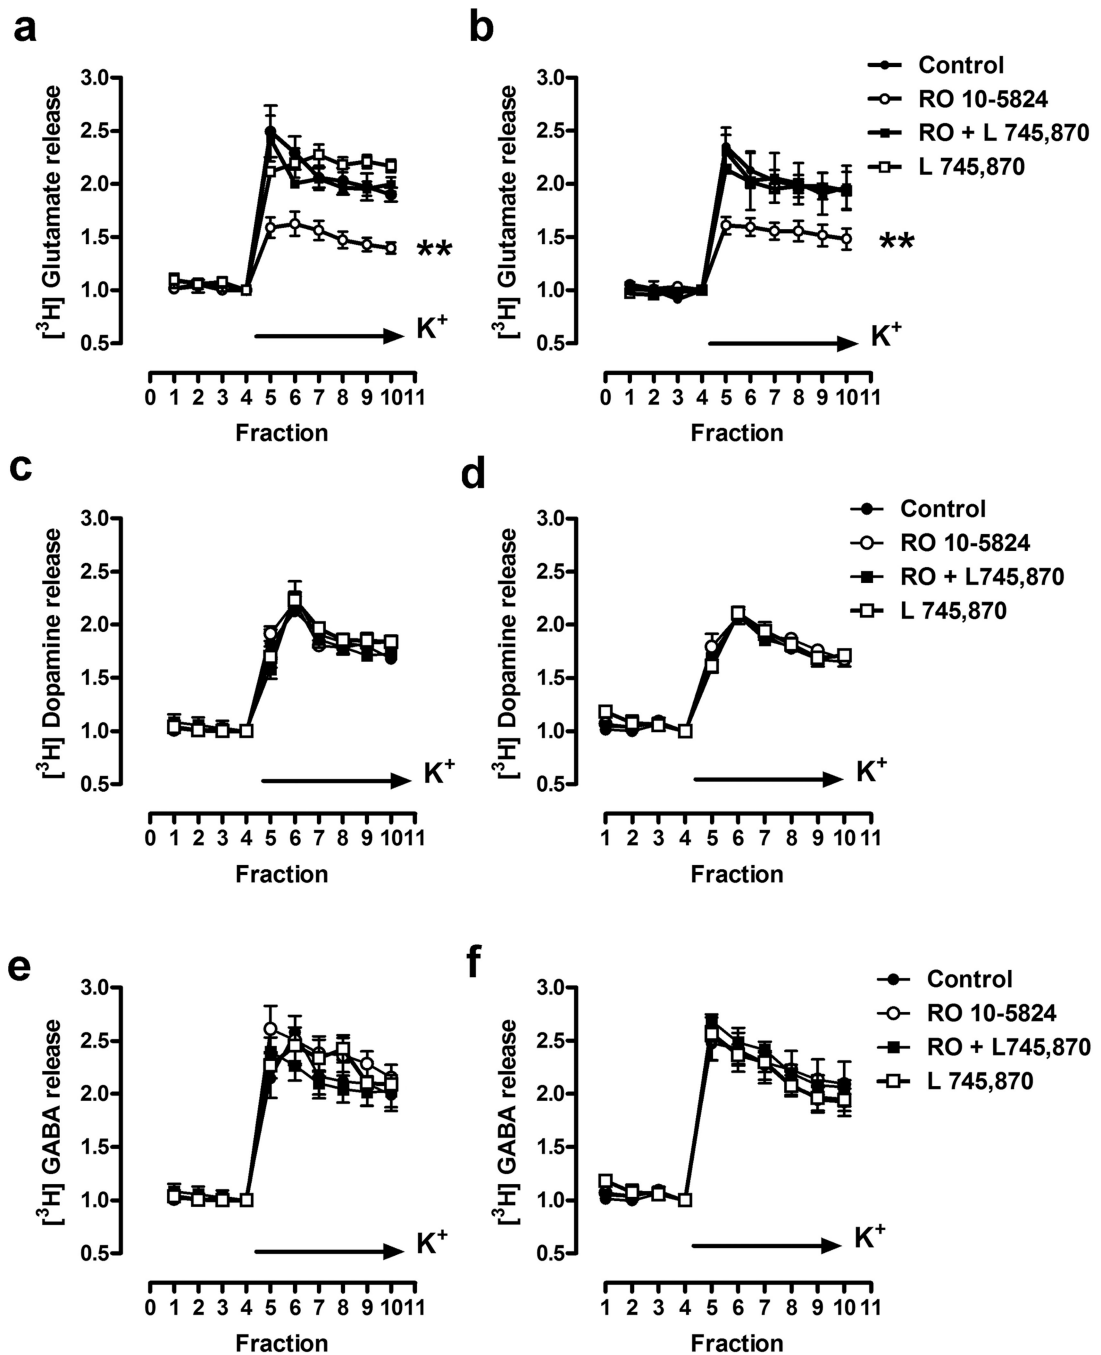 a
3.0
2.5
2.0
1.5
1.0
0.5
[³H] Glutamate release
**
K⁺
0 1 2 3 4 5 6 7 8 9 10 11
Fraction
b
3.0
2.5
2.0
1.5
1.0
0.5
[³H] Glutamate release
**
K⁺
0 1 2 3 4 5 6 7 8 9 10 11
Fraction
Control
RO 10-5824
RO + L 745,870
L 745,870
c
3.0
2.5
2.0
1.5
1.0
0.5
[³H] Dopamine release
K⁺
0 1 2 3 4 5 6 7 8 9 10 11
Fraction
d
3.0
2.5
2.0
1.5
1.0
0.5
[³H] Dopamine release
K⁺
1 2 3 4 5 6 7 8 9 10 11
Fraction
Control
RO 10-5824
RO + L745,870
L 745,870
e
3.0
2.5
2.0
1.5
1.0
0.5
[³H] GABA release
K⁺
0 1 2 3 4 5 6 7 8 9 10 11
Fraction
f
3.0
2.5
2.0
1.5
1.0
0.5
[³H] GABA release
K⁺
1 2 3 4 5 6 7 8 9 10 11
Fraction
Control
RO 10-5824
RO + L745,870
L 745,870